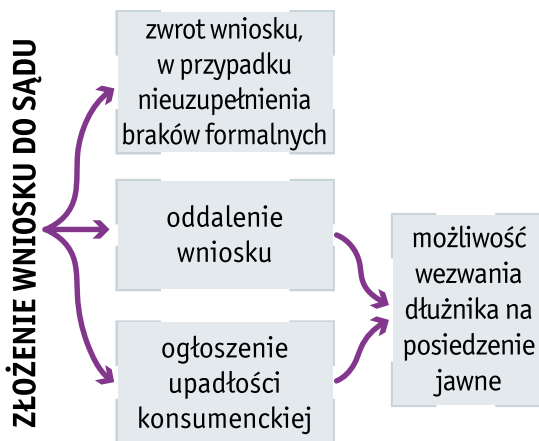 ZŁOŻENIE WNIOSKU DO SĄDU
zwrot wniosku,
w przypadku
nieuzupełnienia
braków formalnych
oddalenie
wniosku
ogłoszenie
upadłości
konsumenckiej
możliwość
wezwania
dłużnika na
posiedzenie
jawne